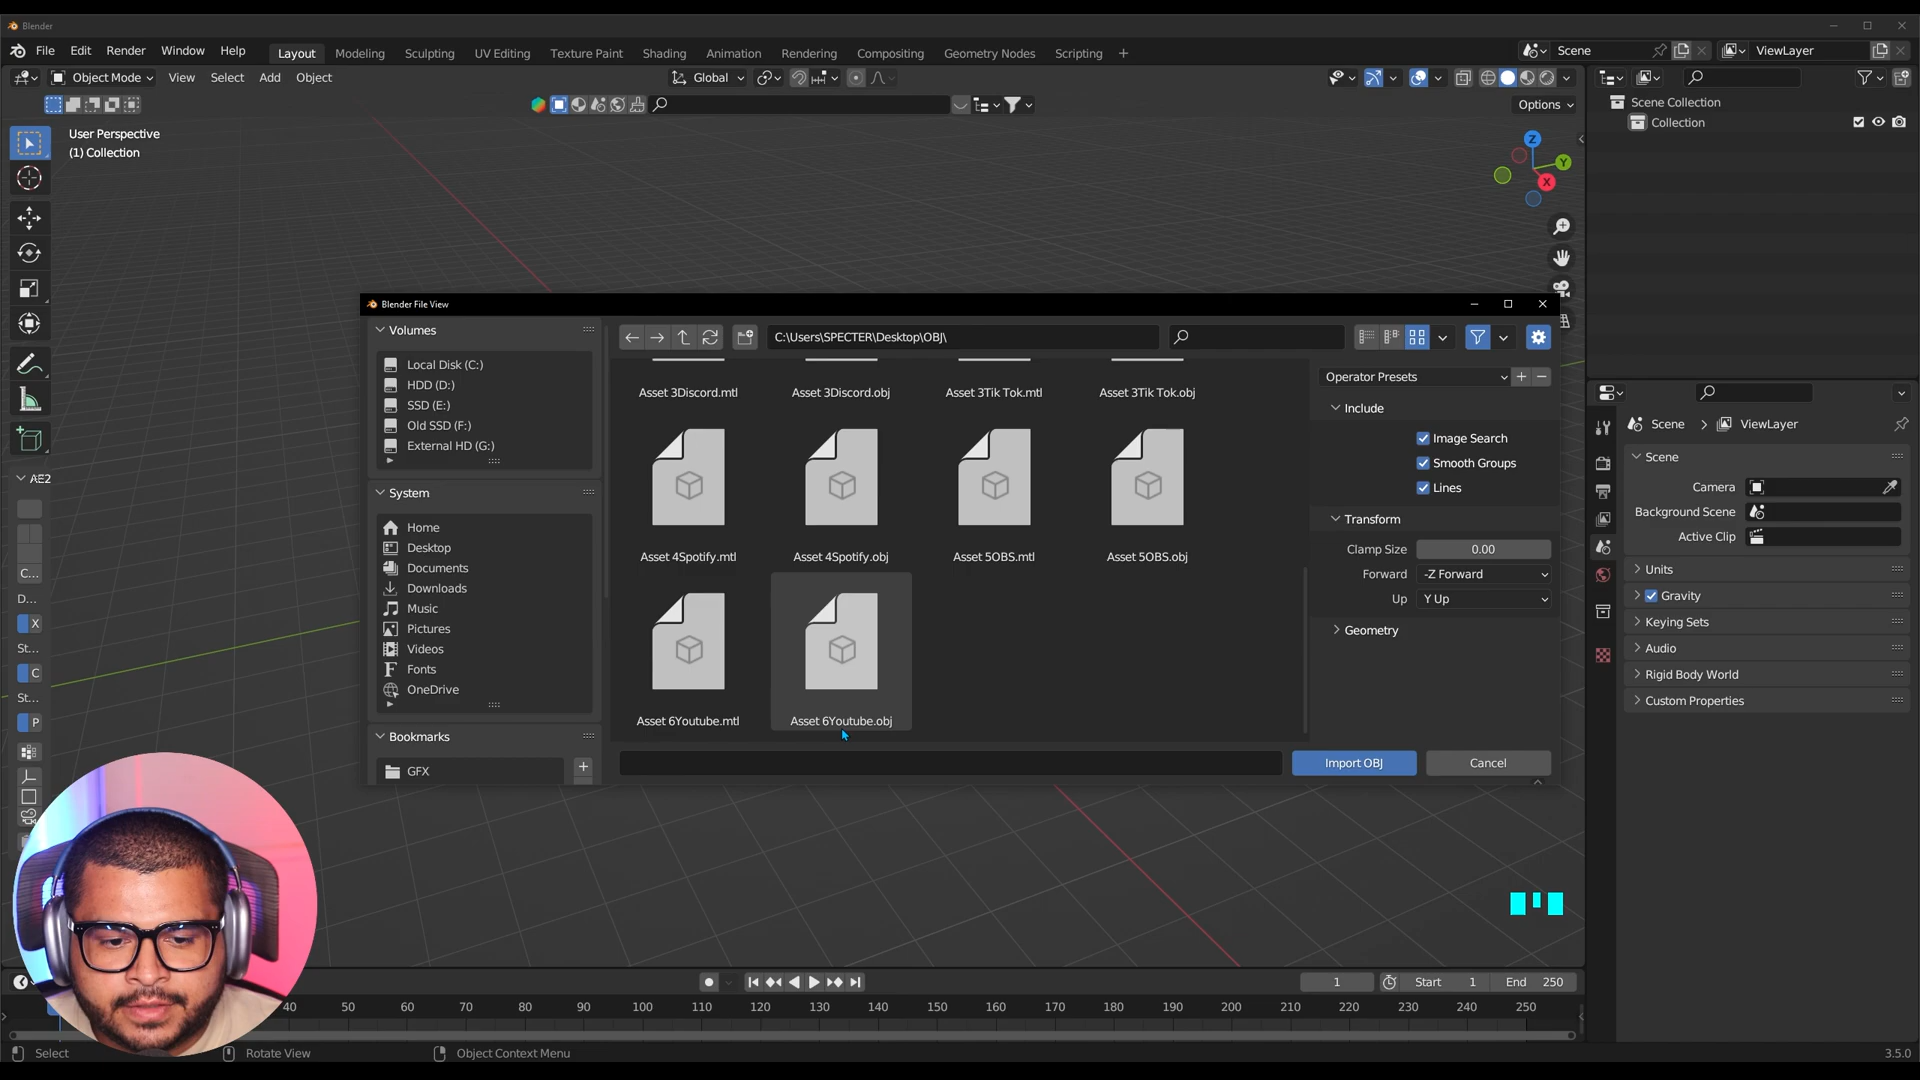 Blender
File Edit Render Window Help
Layout Modeling Sculpting UV Editing Texture Paint Shading Animation Rendering Compositing Geometry Nodes Scripting +
Scene
ViewLayer
Object Mode View Select Add Object
Global
Options
User Perspective
(1) Collection
Z
Y
X
Scene Collection
Collection
Blender File View
Volumes
Local Disk (C:)
HDD (D:)
SSD (E:)
Old SSD (F:)
External HD (G:)
System
Home
Desktop
Documents
Downloads
Music
Pictures
Videos
Fonts
OneDrive
Bookmarks
GFX
C:\Users\SPECTER\Desktop\OBJ\
Asset 3Discord.mtl Asset 3Discord.obj Asset 3Tik Tok.mtl Asset 3Tik Tok.obj
Asset 4Spotify.mtl Asset 4Spotify.obj Asset 5OBS.mtl Asset 5OBS.obj
Asset 6Youtube.mtl Asset 6Youtube.obj
Operator Presets
Include
Image Search
Smooth Groups
Lines
Transform
Clamp Size 0.00
Forward -Z Forward
Up Y Up
Geometry
Import OBJ Cancel
AE2
C...
D...
X
St...
C
St...
P
Scene ViewLayer
Scene
Camera
Background Scene
Active Clip
Units
Gravity
Keying Sets
Audio
Rigid Body World
Custom Properties
1 Start 1 End 250
40 50 60 70 80 90 100 110 120 130 140 150 160 170 180 190 200 210 220 230 240 250
Select Rotate View Object Context Menu
3.5.0